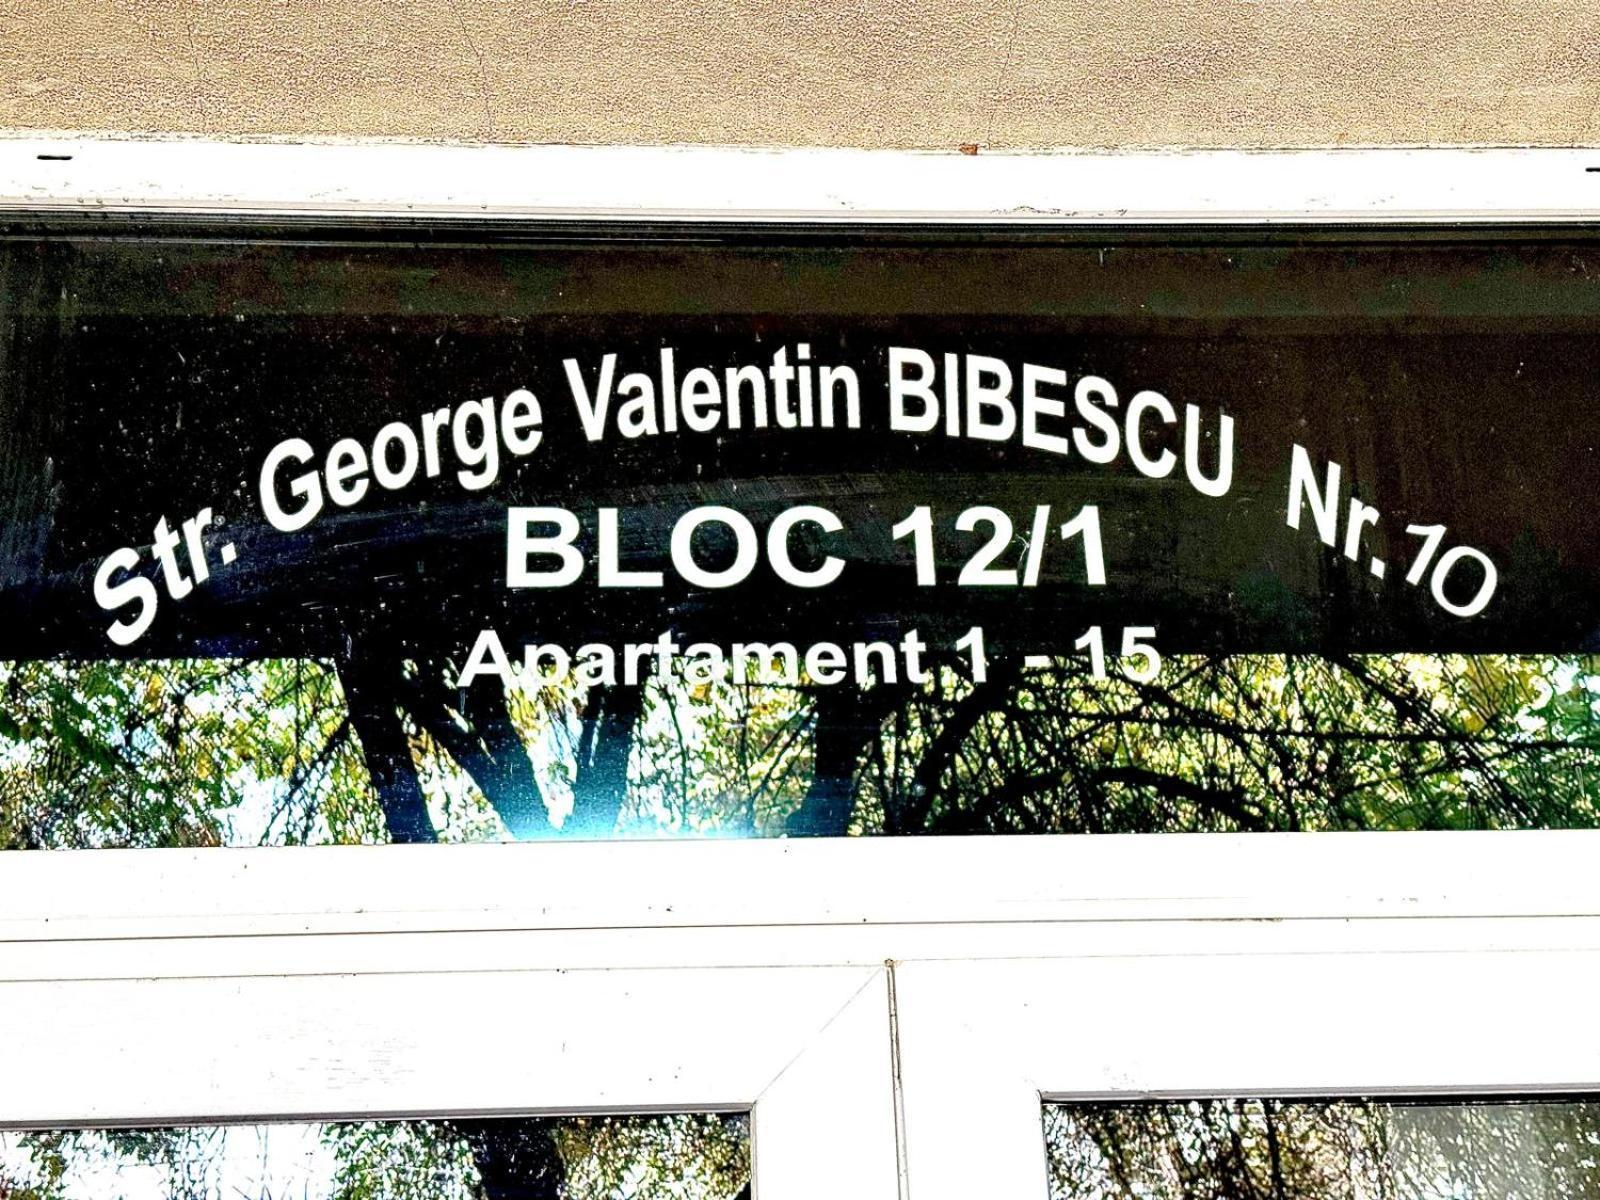 Str. George Valentin BIBESCU Nr.10
BLOC 12/1
Apartament 1 - 15